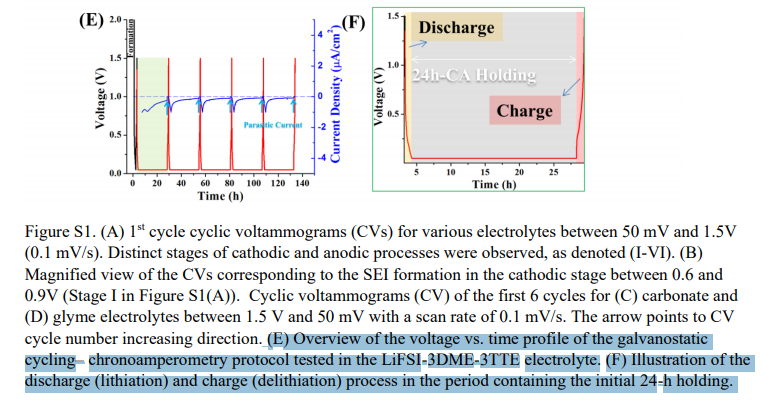 (E)
Formation
2.0
1.5
1.0
0.5
0.0
Voltage (V)
0 20 40 60 80 100 120 140
Time (h)
4
2
0
-2
-4
Current Density (μA/cm²)
Parasitic Current
(F)
1.5
1.0
0.5
Voltage (V)
Discharge
24h-CA Holding
Charge
5 10 15 20 25
Time (h)
Figure S1. (A) 1st cycle cyclic voltammograms (CVs) for various electrolytes between 50 mV and 1.5V
(0.1 mV/s). Distinct stages of cathodic and anodic processes were observed, as denoted (I-VI). (B)
Magnified view of the CVs corresponding to the SEI formation in the cathodic stage between 0.6 and
0.9V (Stage I in Figure S1(A)). Cyclic voltammograms (CV) of the first 6 cycles for (C) carbonate and
(D) glyme electrolytes between 1.5 V and 50 mV with a scan rate of 0.1 mV/s. The arrow points to CV
cycle number increasing direction. (E) Overview of the voltage vs. time profile of the galvanostatic
cycling– chronoamperometry protocol tested in the LiFSI-3DME-3TTE electrolyte. (F) Illustration of the
discharge (lithiation) and charge (delithiation) process in the period containing the initial 24-h holding.